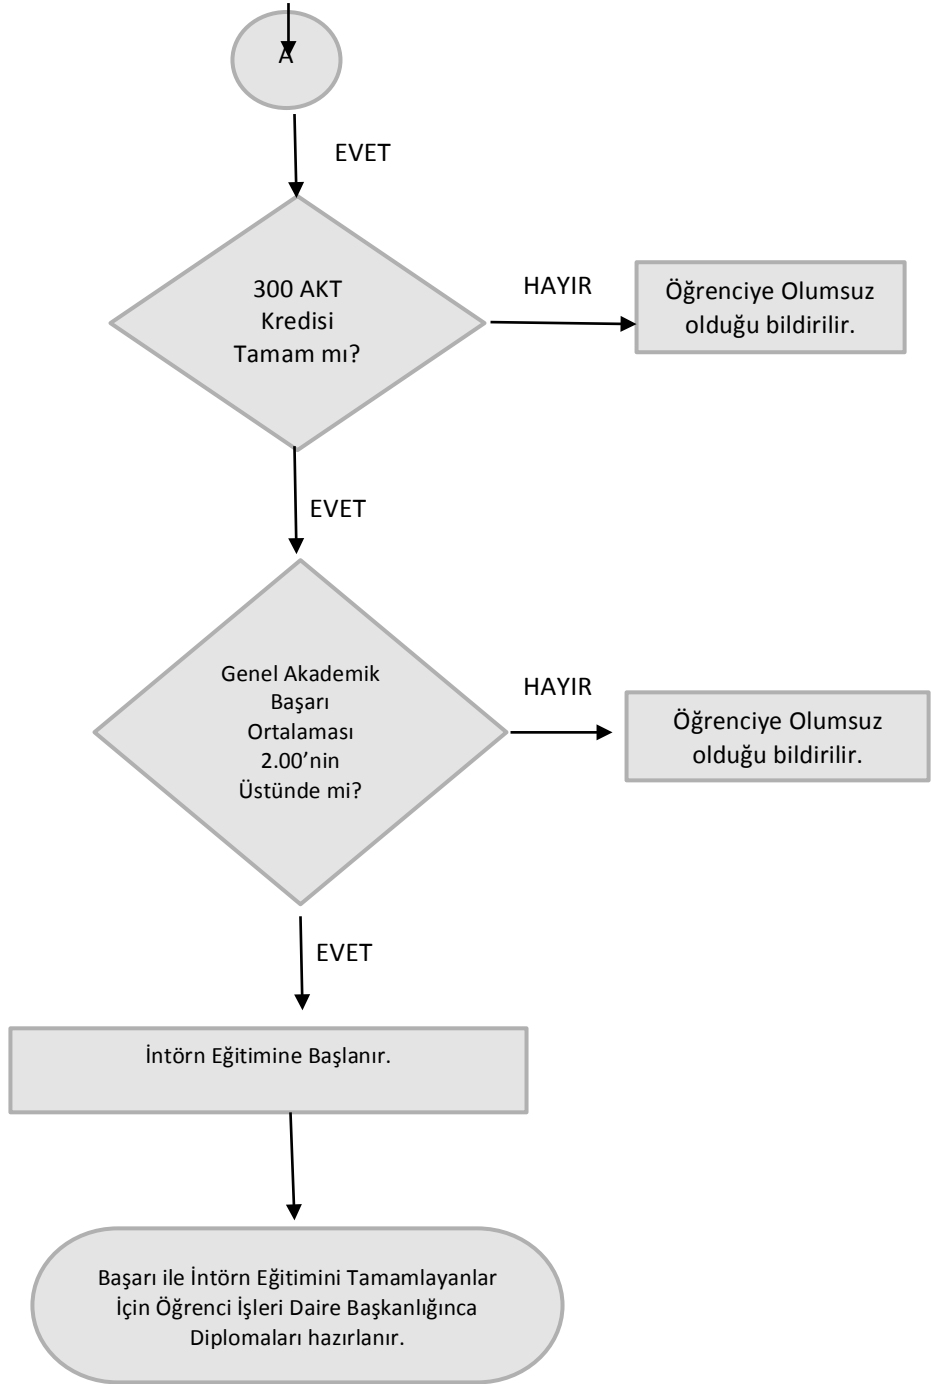 A
EVET
300 AKT
Kredisi
Tamam mı?
HAYIR
Öğrenciye Olumsuz
olduğu bildirilir.
EVET
Genel Akademik
Başarı
Ortalaması
2.00’nin
Üstünde mi?
HAYIR
Öğrenciye Olumsuz
olduğu bildirilir.
EVET
İntörn Eğitimine Başlanır.
Başarı ile İntörn Eğitimini Tamamlayanlar
İçin Öğrenci İşleri Daire Başkanlığınca
Diplomaları hazırlanır.